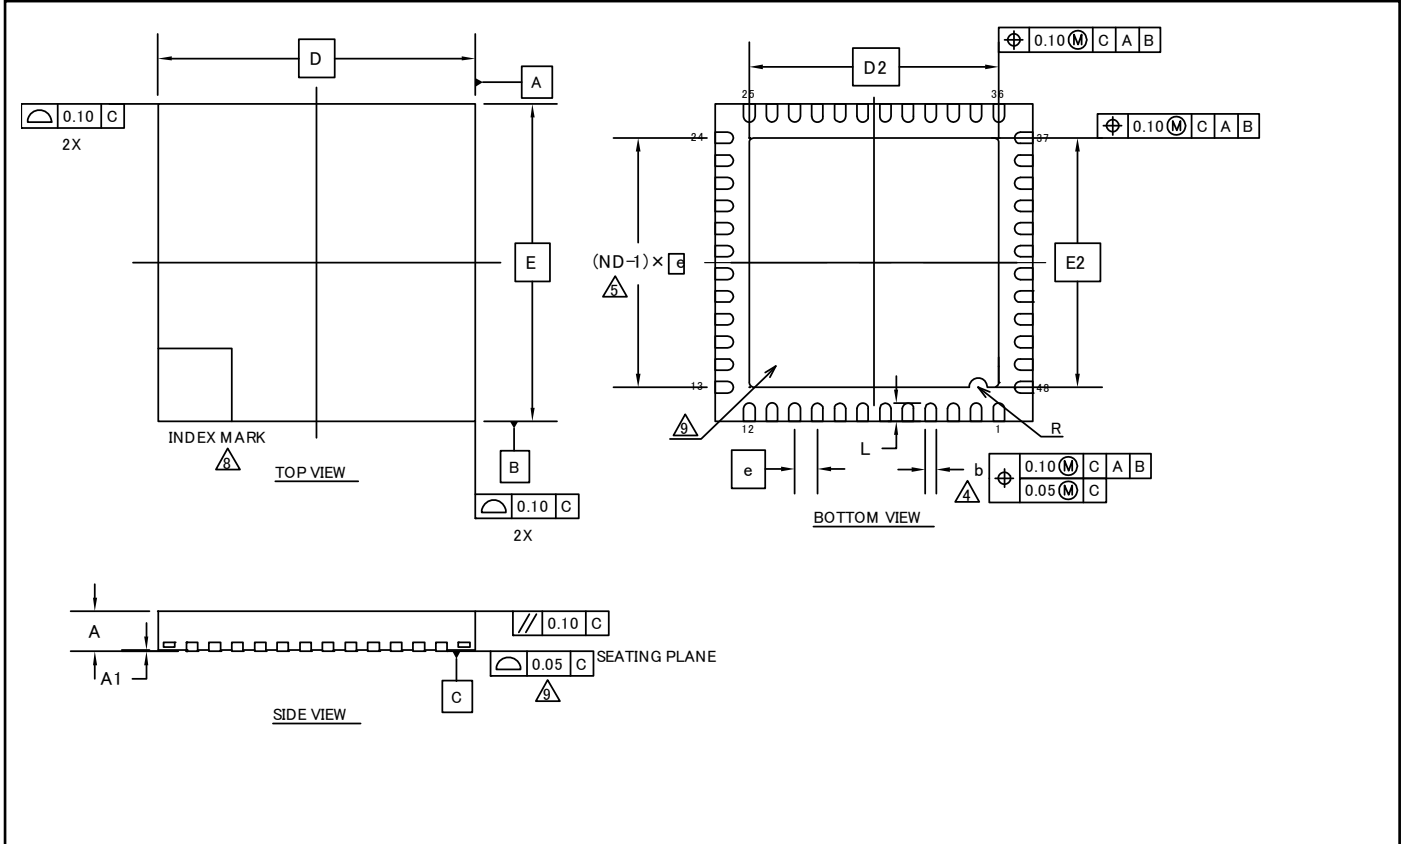 D
A
0.10 C
2X
E
INDEX MARK
8
TOP VIEW
B
0.10 C
2X
D2
0.10 Ⓜ C A B
0.10 Ⓜ C A B
25
36
24
37
(ND-1)× e
5
E2
13
48
9
12
1
L
R
e
b
4
0.10 Ⓜ C A B
0.05 Ⓜ C
BOTTOM VIEW
A
A1
// 0.10 C
0.05 C
SEATING PLANE
9
C
SIDE VIEW